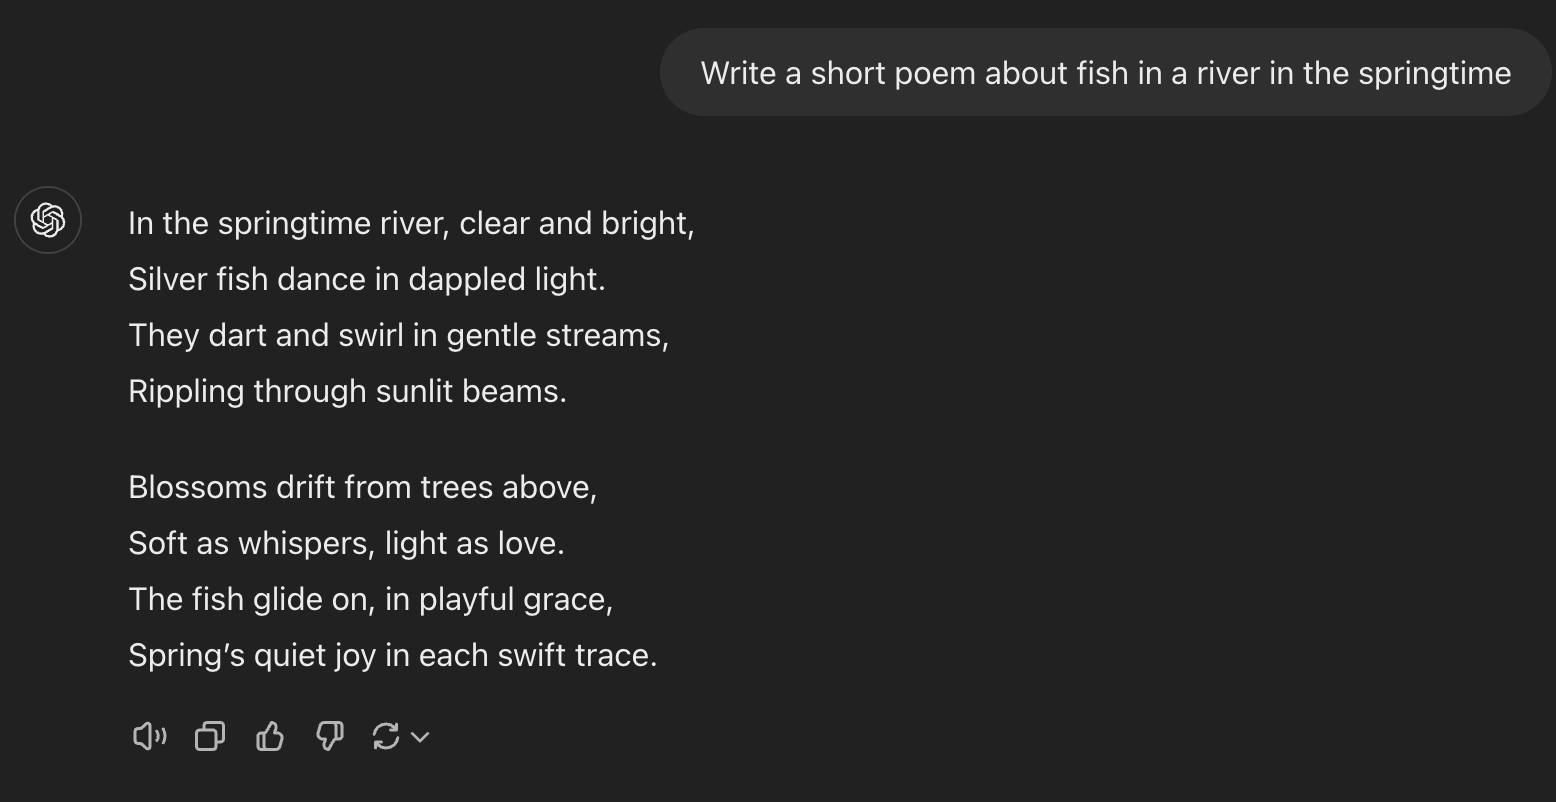 Write a short poem about fish in a river in the springtime
In the springtime river, clear and bright,
Silver fish dance in dappled light.
They dart and swirl in gentle streams,
Rippling through sunlit beams.
Blossoms drift from trees above,
Soft as whispers, light as love.
The fish glide on, in playful grace,
Spring’s quiet joy in each swift trace.